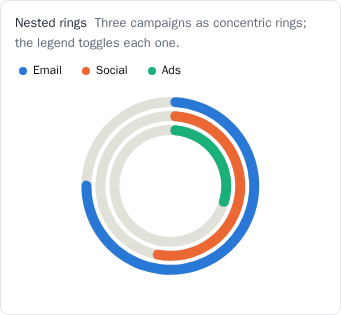 Nested rings Three campaigns as concentric rings;
the legend toggles each one.
Email Social Ads